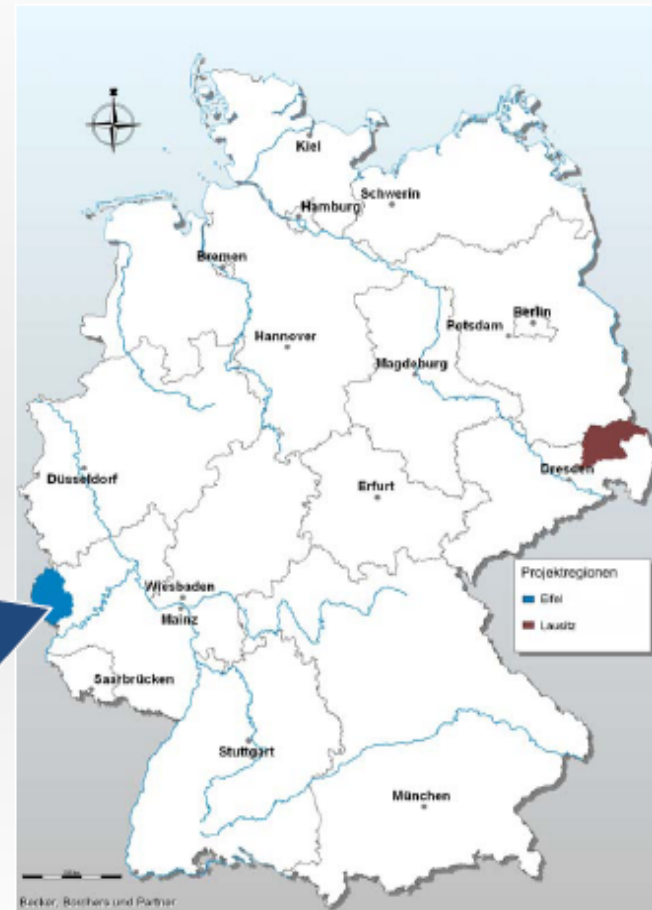 N
Kiel
Schwerin
Hamburg
Bremen
Berlin
Potsdam
Hannover
Magdeburg
Düsseldorf
Dresden
Erfurt
Projektregionen
Eifel
Lausitz
Wiesbaden
Mainz
Saarbrücken
Stuttgart
München
Becker, Borchers und Partner